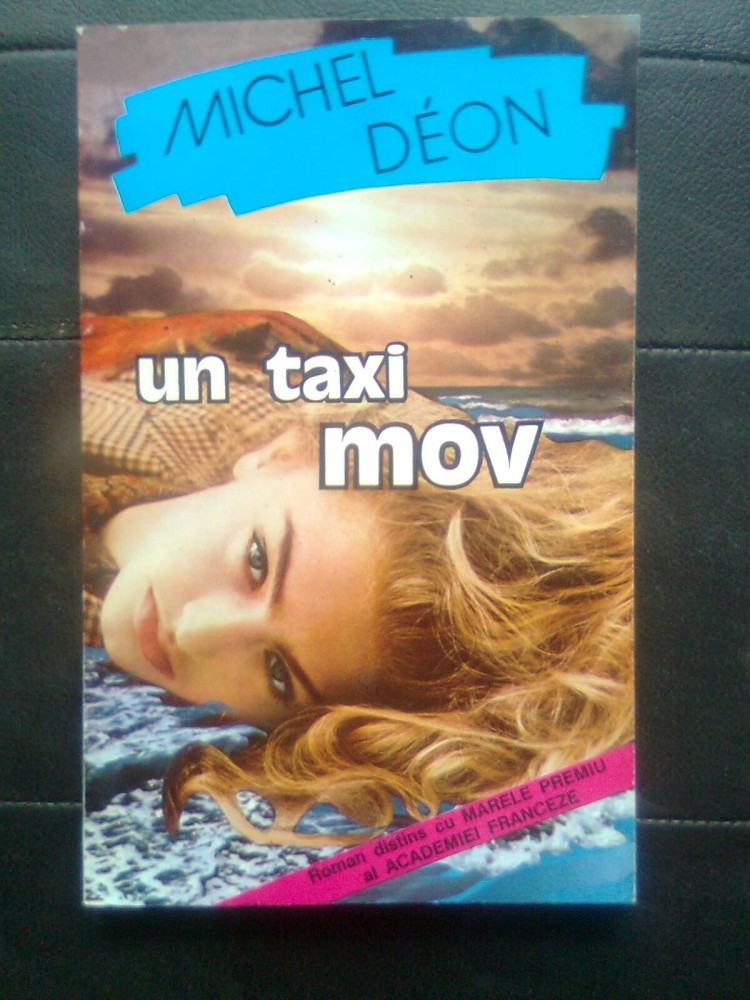 MICHEL
DÉON
un taxi
mov
Roman distins cu MARELE PREMIU
al ACADEMIEI FRANCEZE